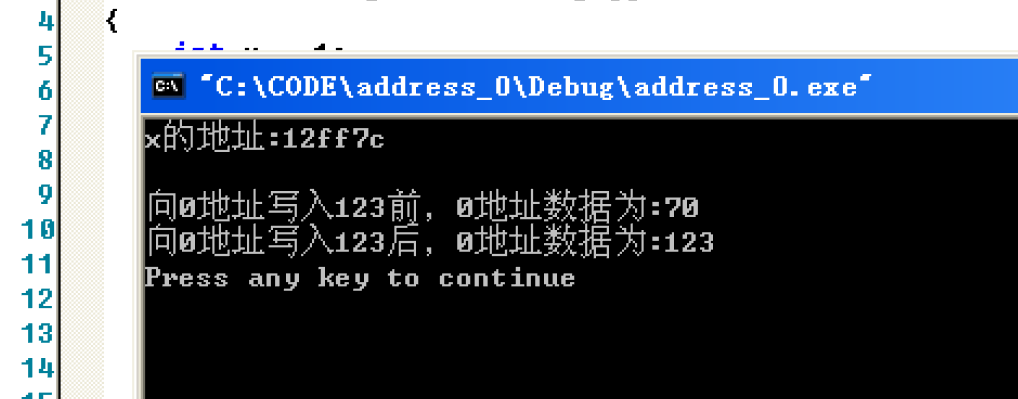 4 {
5
6
7
8
9
10
11
12
13
14
"C:\CODE\address_0\Debug\address_0.exe"
x的地址:12ff7c
向0地址写入123前，0地址数据为:70
向0地址写入123后，0地址数据为:123
Press any key to continue